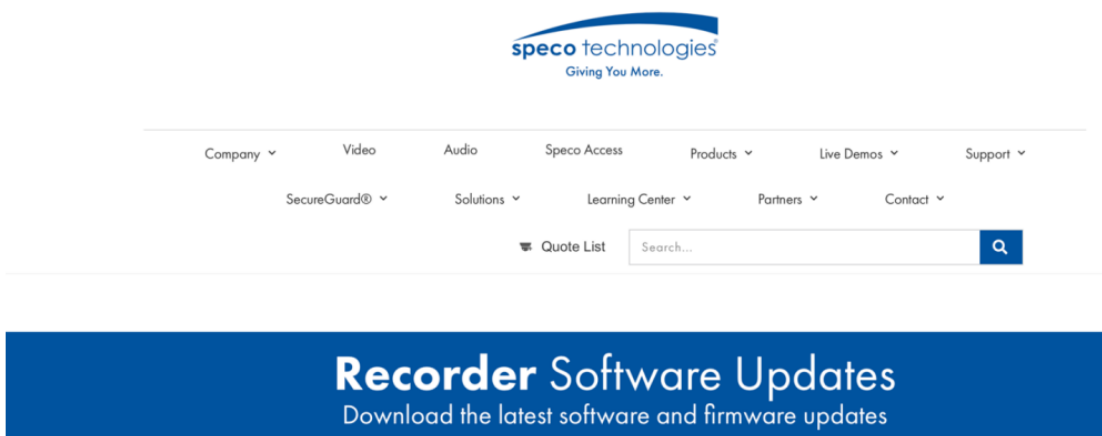 speco technologies®
Giving You More.
Company Video Audio Speco Access Products Live Demos Support
SecureGuard® Solutions Learning Center Partners Contact
Quote List Search...
Recorder Software Updates
Download the latest software and firmware updates